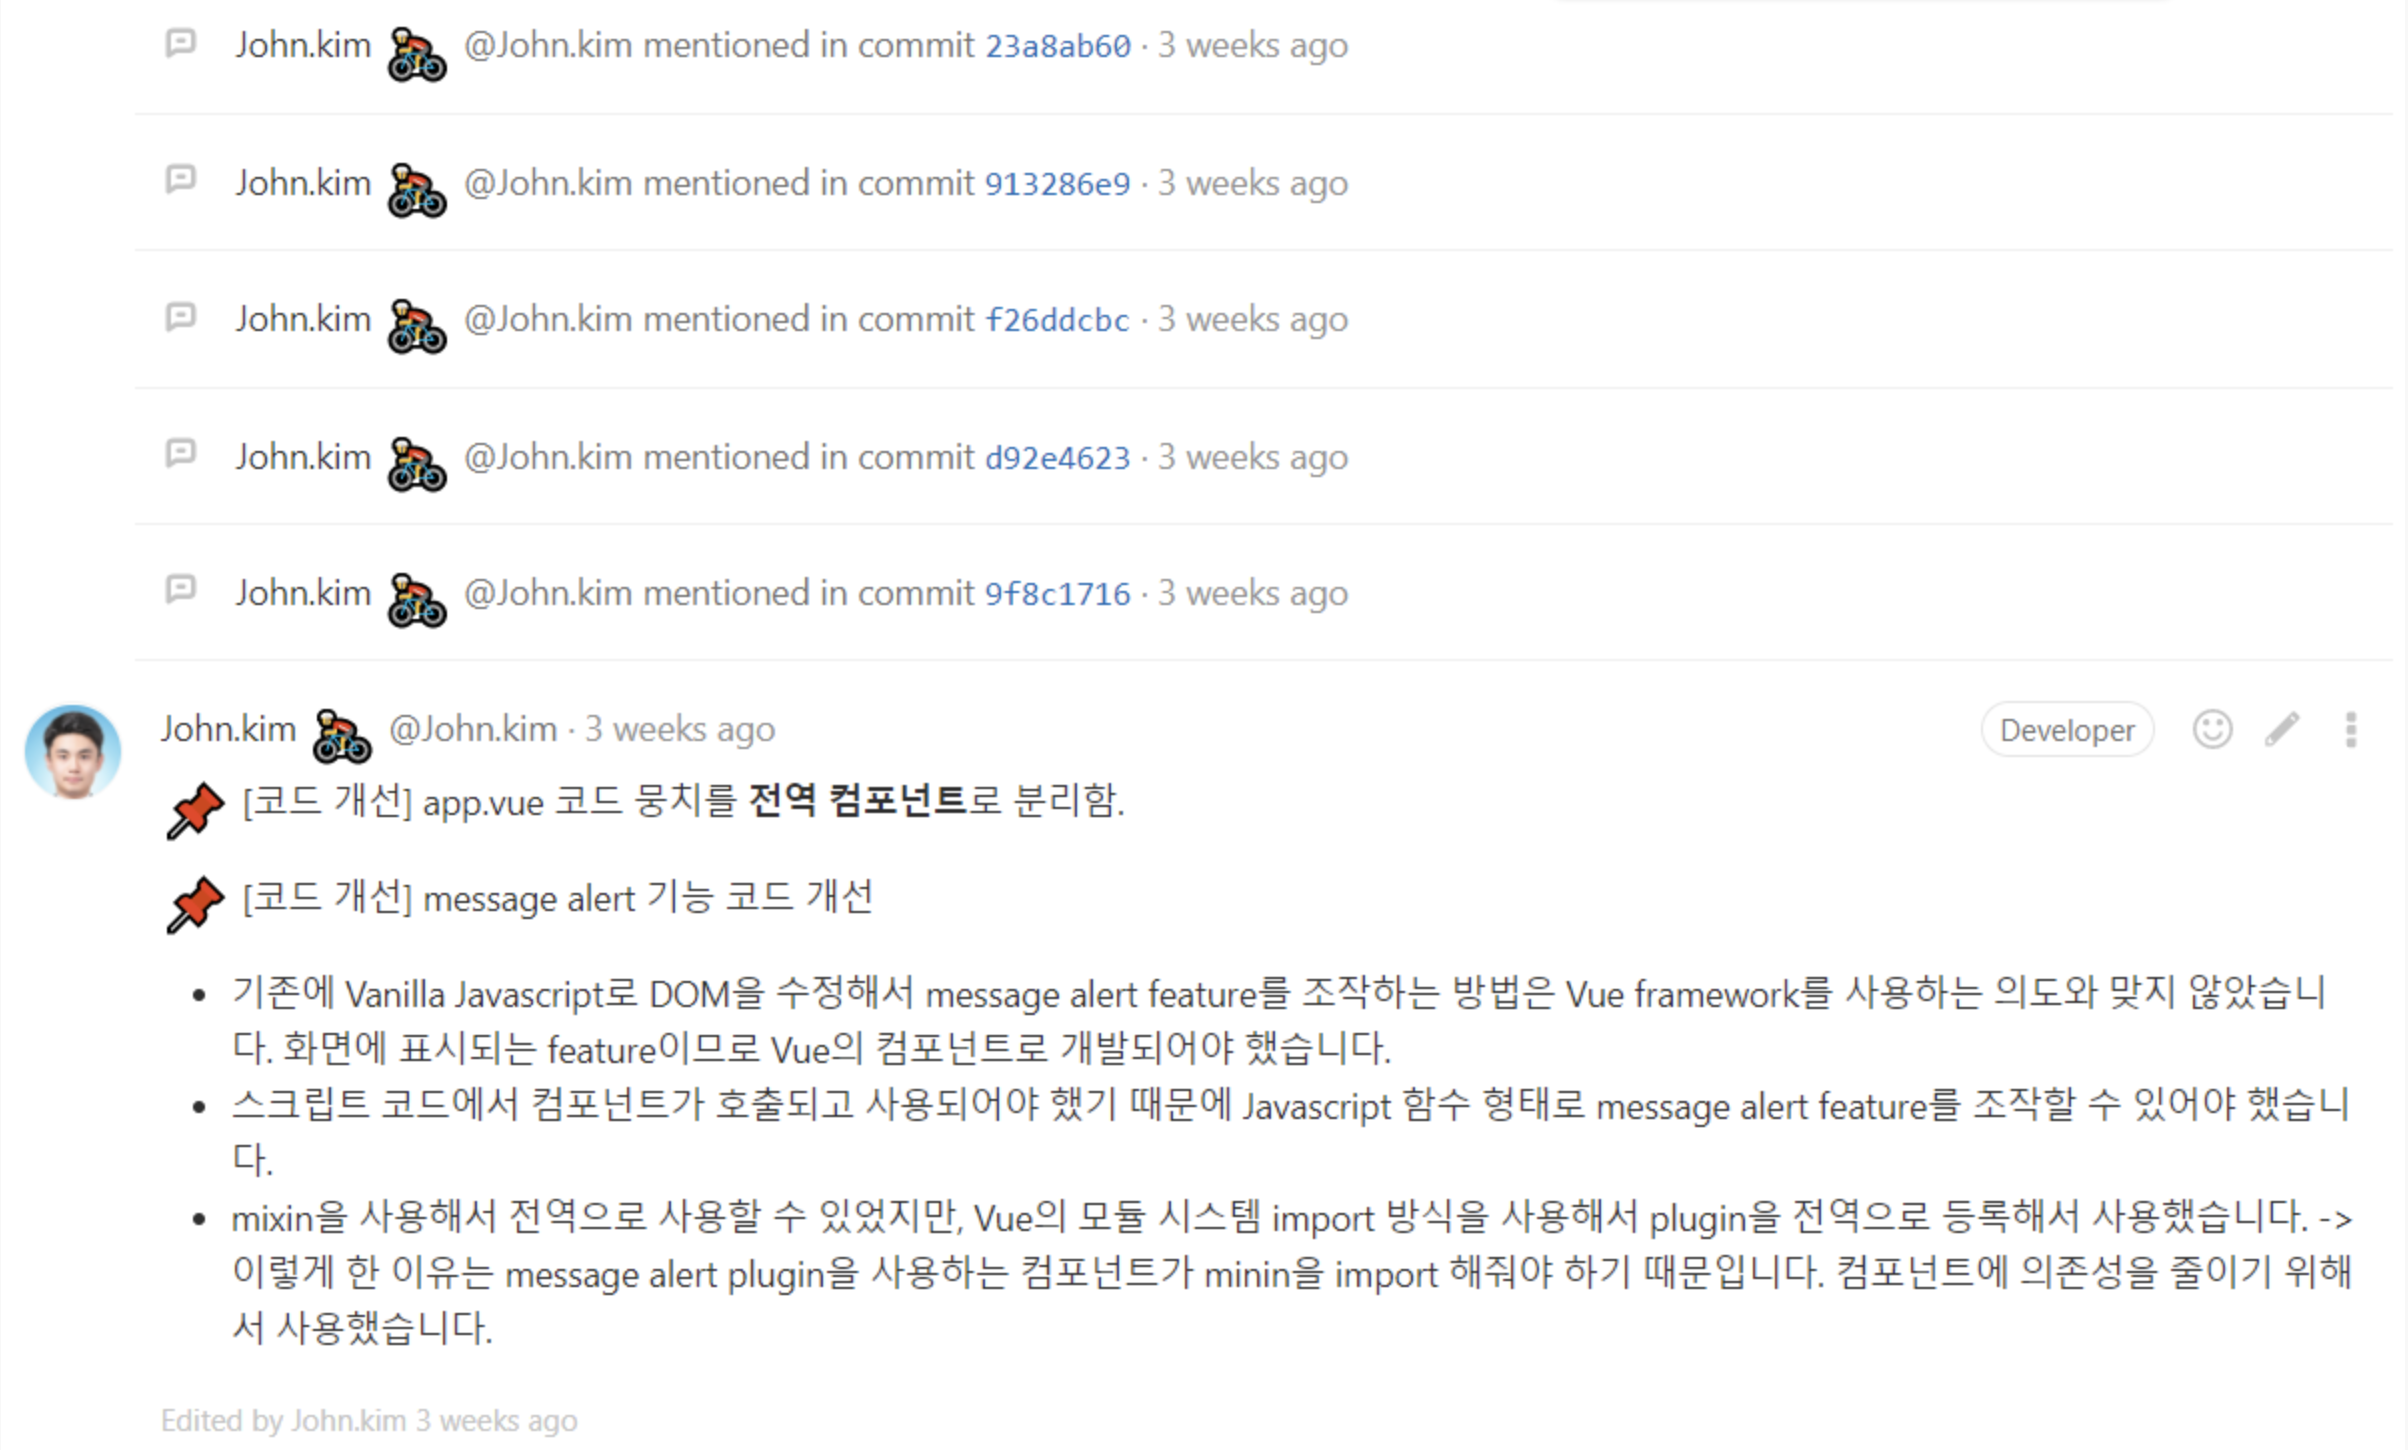 John.kim @John.kim mentioned in commit 23a8ab60 · 3 weeks ago
John.kim @John.kim mentioned in commit 913286e9 · 3 weeks ago
John.kim @John.kim mentioned in commit f26ddcbc · 3 weeks ago
John.kim @John.kim mentioned in commit d92e4623 · 3 weeks ago
John.kim @John.kim mentioned in commit 9f8c1716 · 3 weeks ago
John.kim @John.kim · 3 weeks ago Developer
[코드 개선] app.vue 코드 뭉치를 전역 컴포넌트로 분리함.
[코드 개선] message alert 기능 코드 개선
• 기존에 Vanilla Javascript로 DOM을 수정해서 message alert feature를 조작하는 방법은 Vue framework를 사용하는 의도와 맞지 않았습니
다. 화면에 표시되는 feature이므로 Vue의 컴포넌트로 개발되어야 했습니다.
• 스크립트 코드에서 컴포넌트가 호출되고 사용되어야 했기 때문에 Javascript 함수 형태로 message alert feature를 조작할 수 있어야 했습니
다.
• mixin을 사용해서 전역으로 사용할 수 있었지만, Vue의 모듈 시스템 import 방식을 사용해서 plugin을 전역으로 등록해서 사용했습니다. ->
이렇게 한 이유는 message alert plugin을 사용하는 컴포넌트가 minin을 import 해줘야 하기 때문입니다. 컴포넌트에 의존성을 줄이기 위해
서 사용했습니다.
Edited by John.kim 3 weeks ago